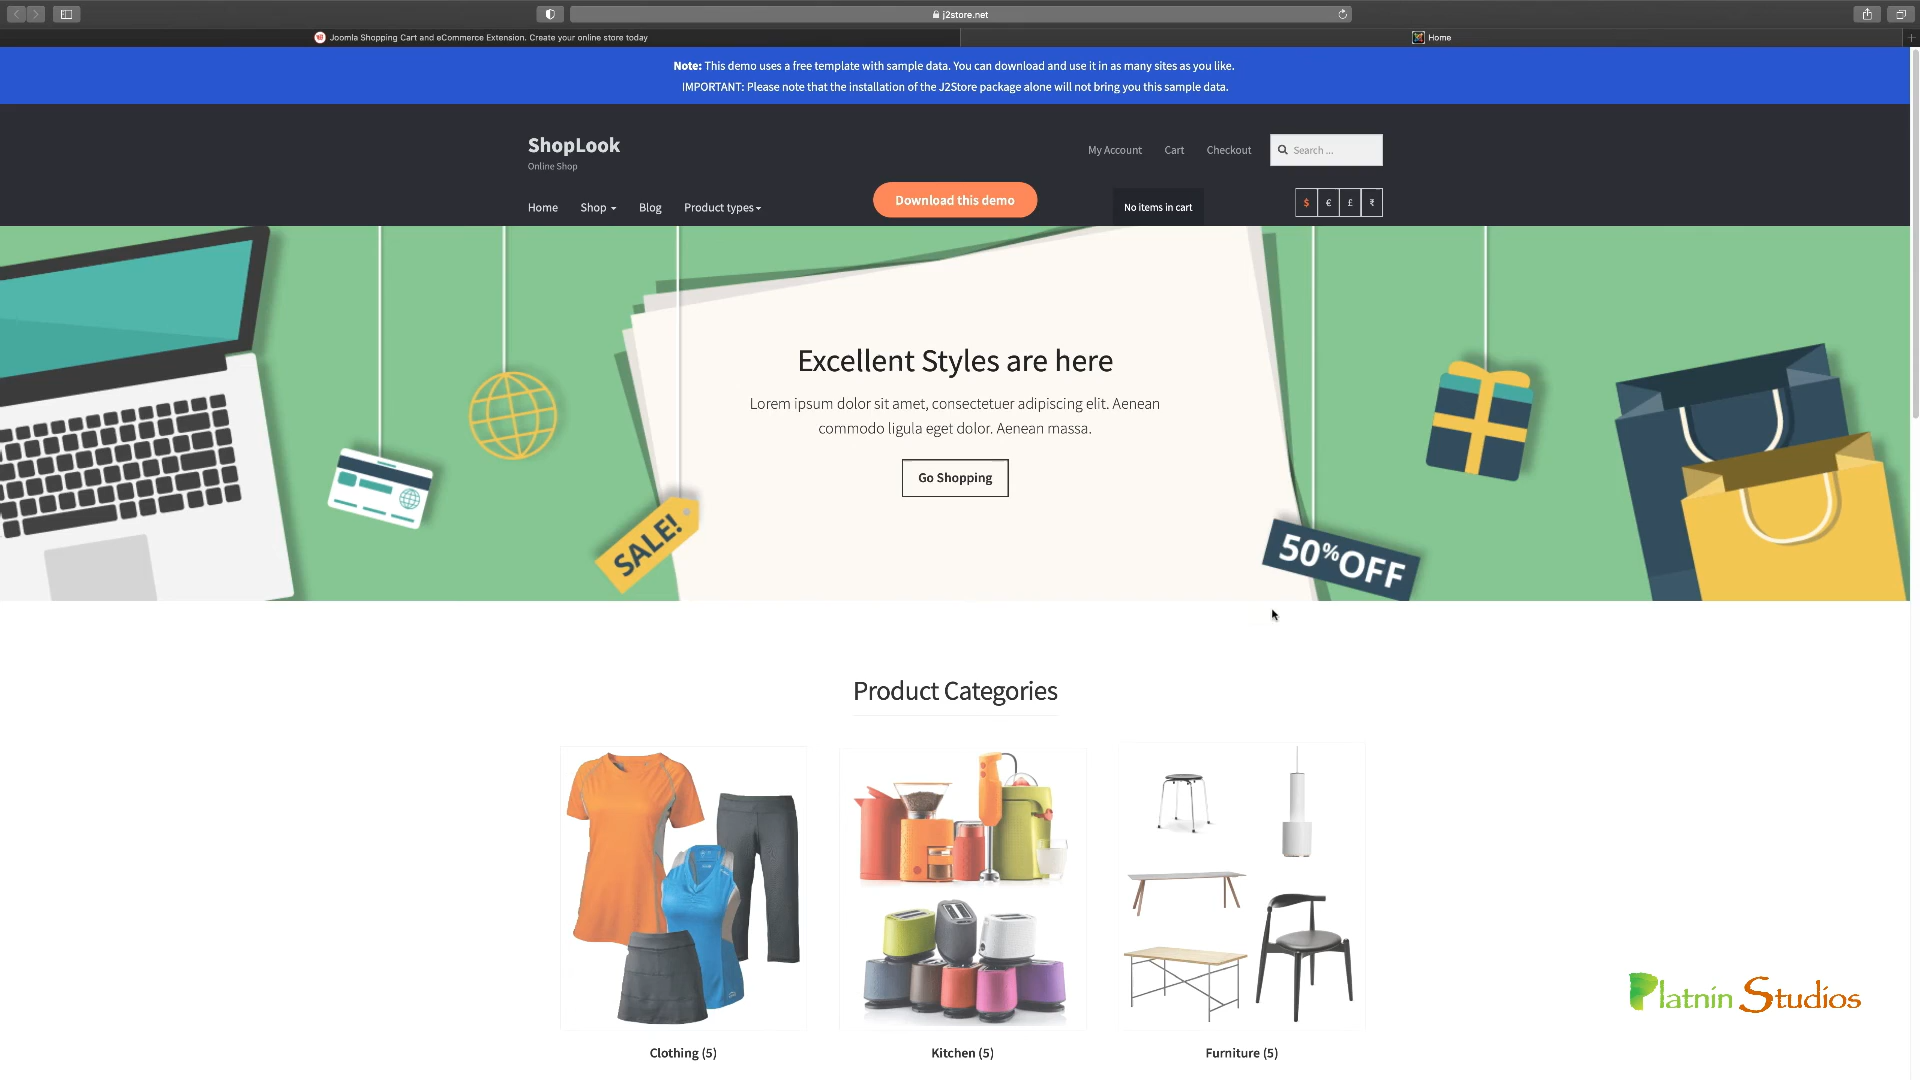 j2store.net
Joomla Shopping Cart and eCommerce Extension. Create your online store today
Home
Note: This demo uses a free template with sample data. You can download and use it in as many sites as you like.
IMPORTANT: Please note that the installation of the J2Store package alone will not bring you this sample data.
ShopLook
Online Shop
My Account Cart Checkout Search ...
Home Shop Blog Product types
Download this demo
No items in cart
$ € £ ₹
Excellent Styles are here
Lorem ipsum dolor sit amet, consectetuer adipiscing elit. Aenean
commodo ligula eget dolor. Aenean massa.
Go Shopping
SALE!
50%OFF
Product Categories
Clothing (5)
Kitchen (5)
Furniture (5)
Platnin Studios